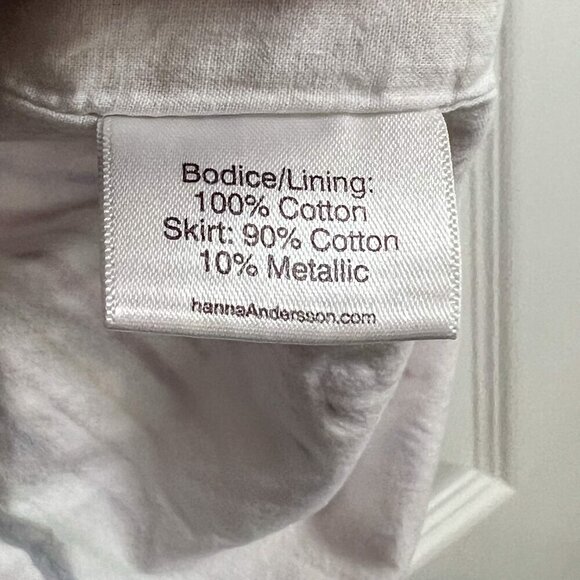 Bodice/Lining:
100% Cotton
Skirt: 90% Cotton
10% Metallic
hannaAndersson.com